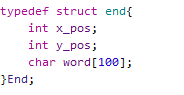 typedef struct end{
    int x_pos;
    int y_pos;
    char word[100];
}End;